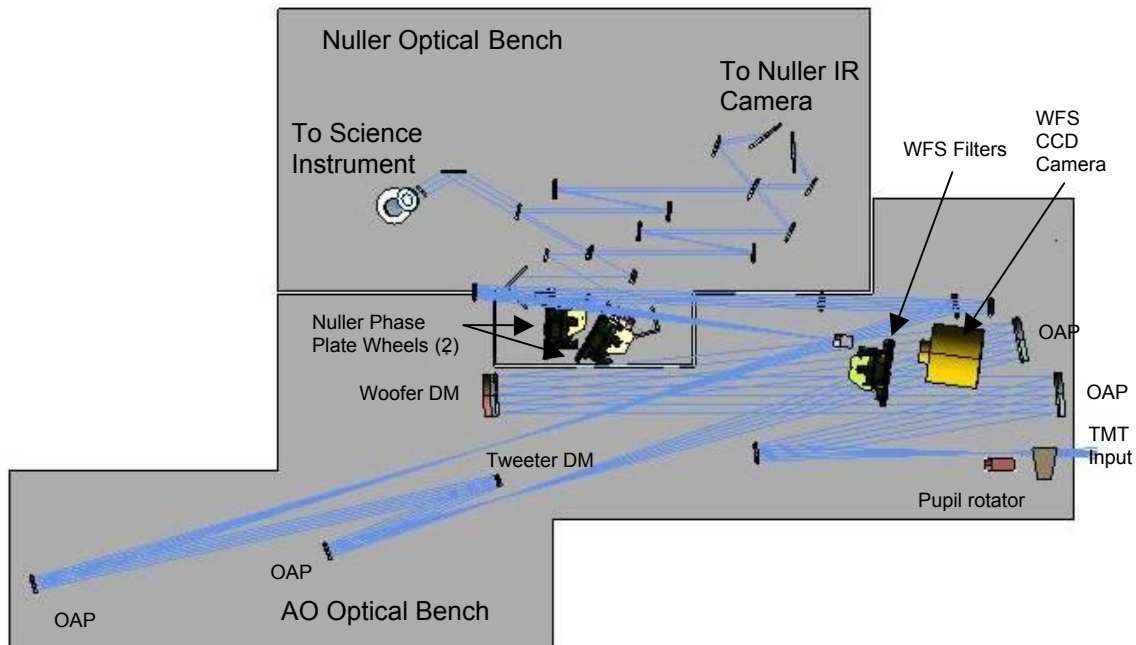 Nuller Optical Bench
To Nuller IR
Camera
To Science
Instrument
WFS Filters
WFS
CCD
Camera
Nuller Phase
Plate Wheels (2)
OAP
Woofer DM
OAP
TMT
Input
Tweeter DM
Pupil rotator
OAP
OAP
AO Optical Bench